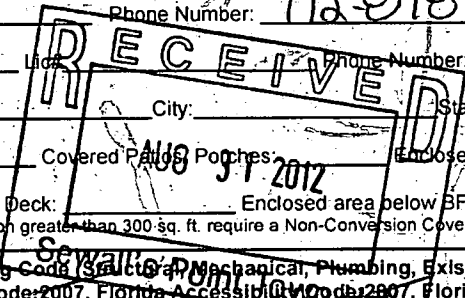 Phone Number:
RECEIVED
Phone Number:
City:
AUG 31 2012
Covered Patios/ Porches:
Deck: Enclosed area below BF
greater than 300 sq. ft. require a Non-Conversion Cove
Sewall's Point Town
Code (Structural, Mechanical, Plumbing, Exis
2007, Florida Accessibility Code: 2007, Flori